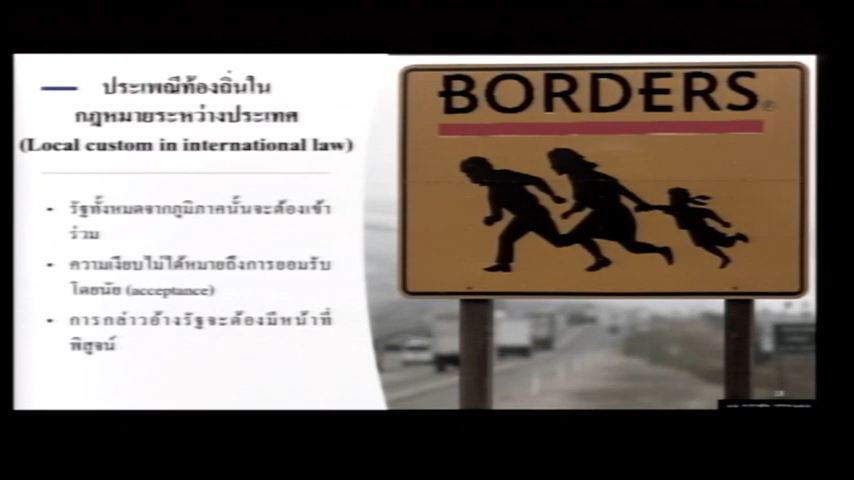 ประเพณีท้องถิ่นใน
กฎหมายระหว่างประเทศ
(Local custom in international law)
• รัฐทั้งหมดจากภูมิภาคนั้นจะต้องเข้า
ร่วม
• ความเงียบไม่ได้หมายถึงการยอมรับ
โดยนัย (acceptance)
• การกล่าวอ้างรัฐจะต้องมีหน้าที่
พิสูจน์
BORDERS®